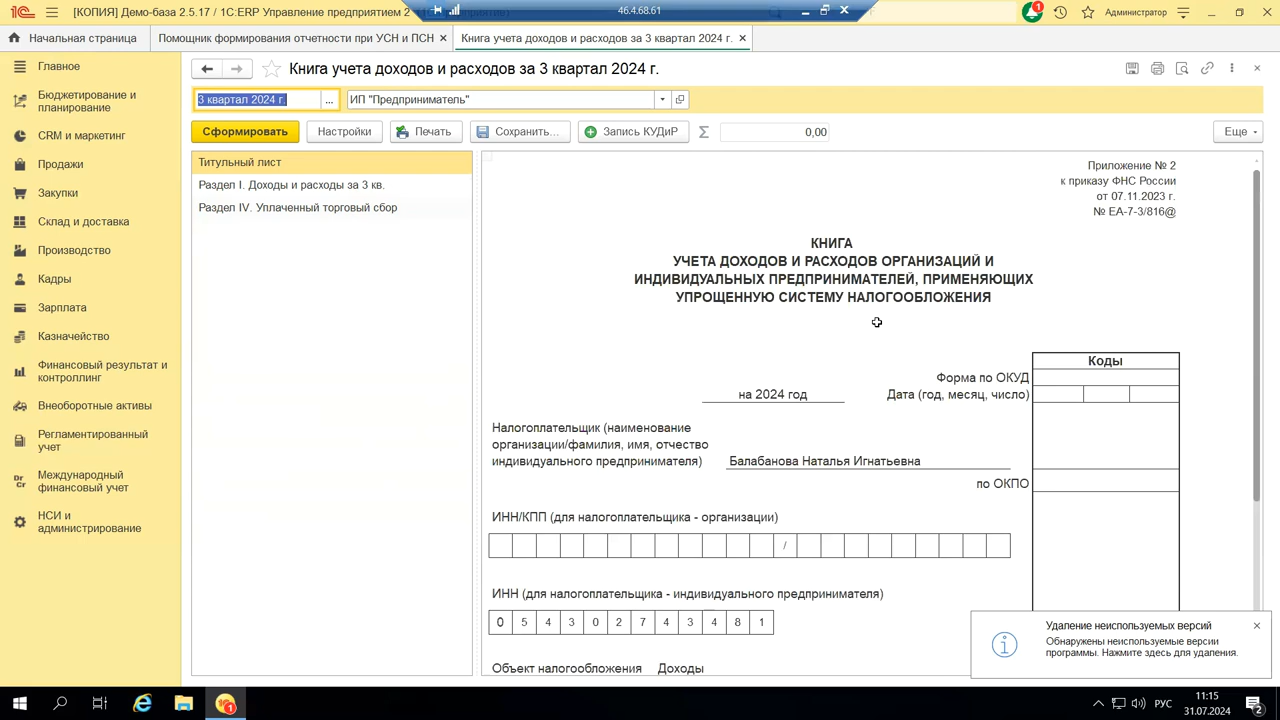 [КОПИЯ] Демо-база 2.5.17 / 1С:ERP Управление предприятием 2
46.4.68.61
1
Администратор
Начальная страница
Помощник формирования отчетности при УСН и ПСН
Книга учета доходов и расходов за 3 квартал 2024 г.
Главное
Бюджетирование и
планирование
CRM и маркетинг
Продажи
Закупки
Склад и доставка
Производство
Кадры
Зарплата
Казначейство
Финансовый результат и
контроллинг
Внеоборотные активы
Регламентированный
учет
Dr
Cr
Международный
финансовый учет
НСИ и
администрирование
Книга учета доходов и расходов за 3 квартал 2024 г.
3 квартал 2024 г.
...
ИП "Предприниматель"
Сформировать
Настройки
Печать
Сохранить...
Запись КУДиР
Σ
0,00
Еще
Титульный лист
Раздел I. Доходы и расходы за 3 кв.
Раздел IV. Уплаченный торговый сбор
Приложение № 2
к приказу ФНС России
от 07.11.2023 г.
№ ЕА-7-3/816@
КНИГА
УЧЕТА ДОХОДОВ И РАСХОДОВ ОРГАНИЗАЦИЙ И
ИНДИВИДУАЛЬНЫХ ПРЕДПРИНИМАТЕЛЕЙ, ПРИМЕНЯЮЩИХ
УПРОЩЕННУЮ СИСТЕМУ НАЛОГООБЛОЖЕНИЯ
Коды
Форма по ОКУД
на 2024 год
Дата (год, месяц, число)
Налогоплательщик (наименование
организации/фамилия, имя, отчество
индивидуального предпринимателя)
Балабанова Наталья Игнатьевна
по ОКПО
ИНН/КПП (для налогоплательщика - организации)
/
ИНН (для налогоплательщика - индивидуального предпринимателя)
0 5 4 3 0 2 7 4 3 4 8 1
Объект налогообложения Доходы
Удаление неиспользуемых версий
Обнаружены неиспользуемые версии
программы. Нажмите здесь для удаления.
1
РУС
11:15
31.07.2024
2